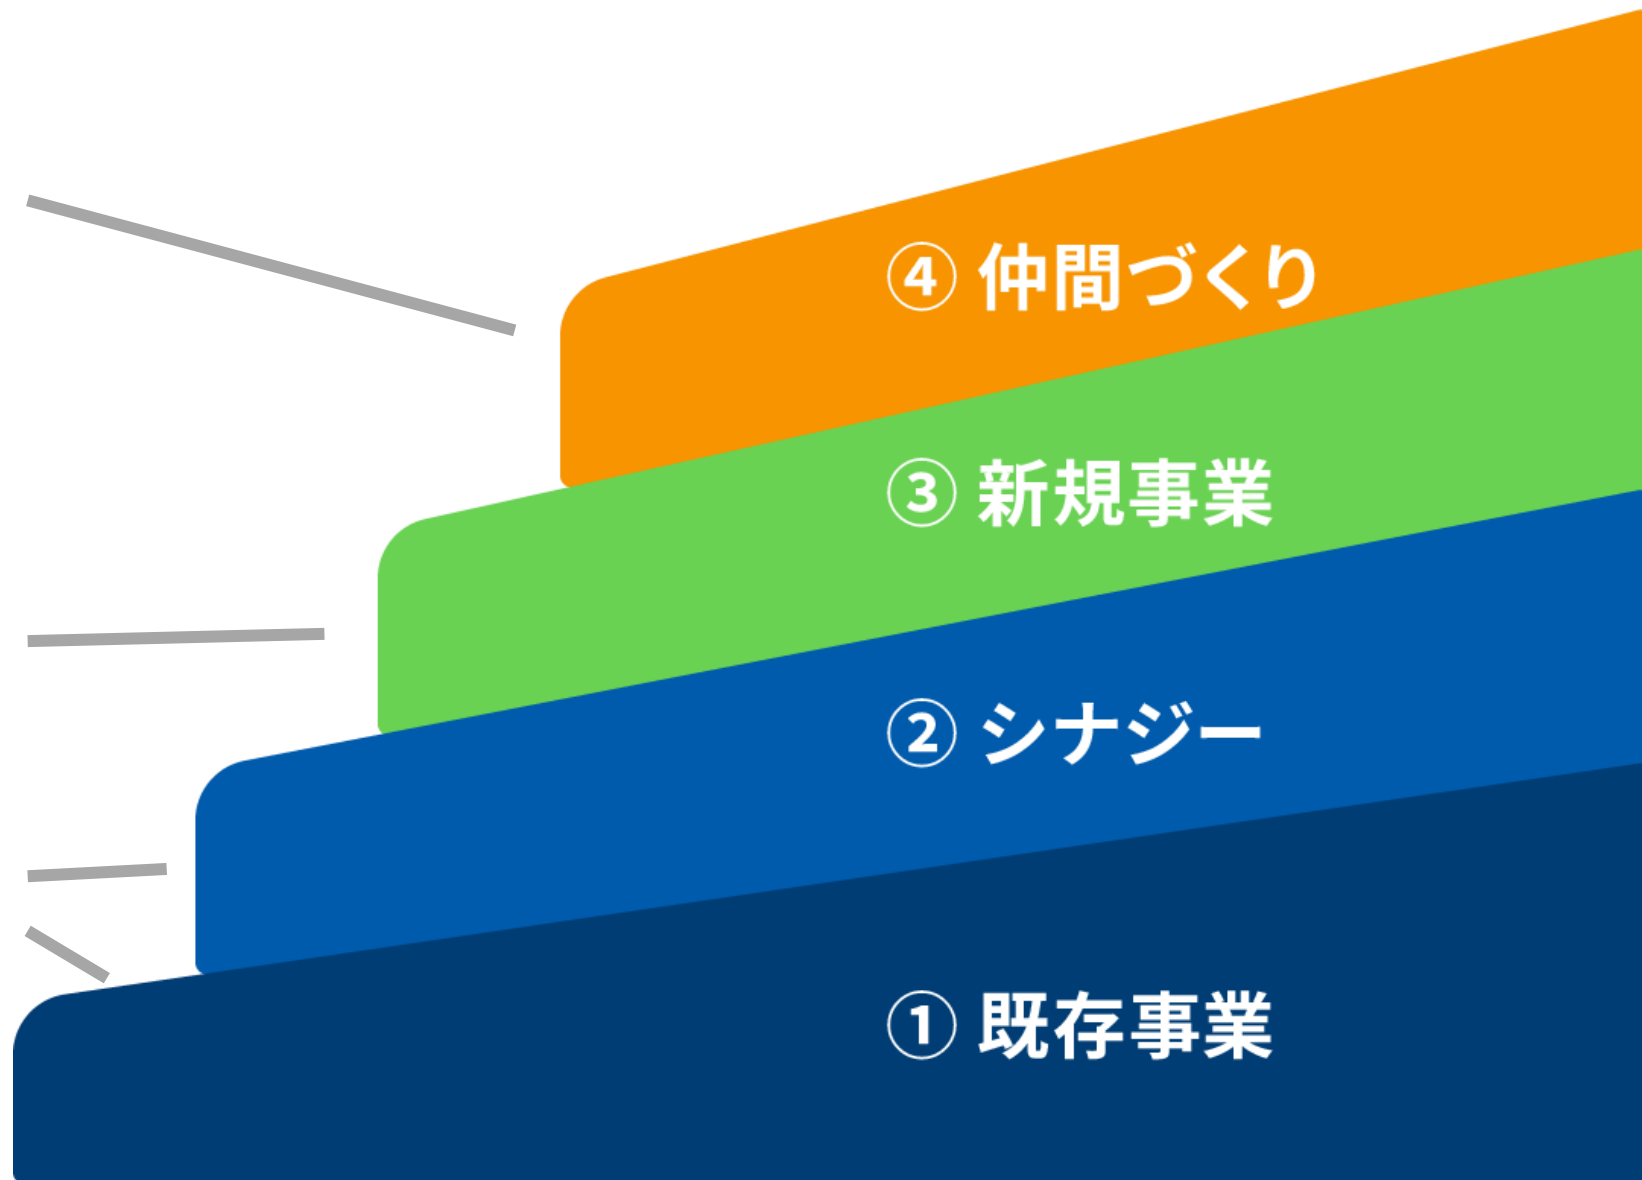 ④ 仲間づくり
③ 新規事業
② シナジー
① 既存事業